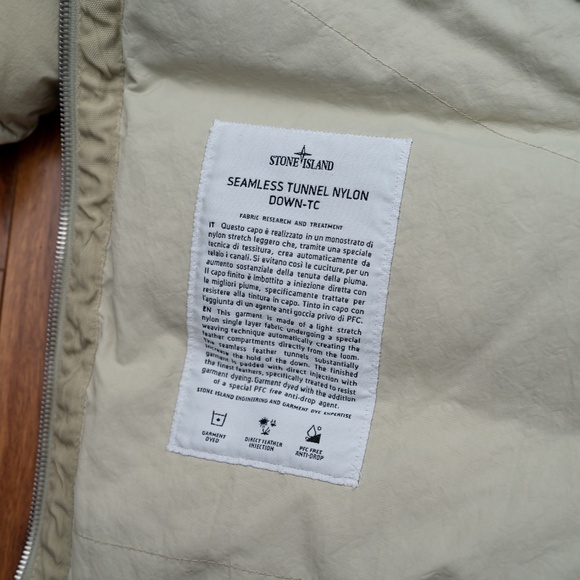 STONE ISLAND
SEAMLESS TUNNEL NYLON
DOWN-TC
FABRIC RESEARCH AND TREATMENT
IT Questo capo è realizzato in un monostrato di
nylon stretch leggero che, tramite una speciale
tecnica di tessitura, crea automaticamente da
telaio i canali. Si evitano così le cuciture, per un
aumento sostanziale della tenuta della piuma.
Il capo finito è imbottito a iniezione diretta con
le migliori piume, specificamente trattate per
resistere alla tintura in capo. Tinto in capo con
l'aggiunta di un agente anti goccia privo di PFC.
EN This garment is made of a light stretch
nylon single layer fabric undergoing a special
weaving technique automatically creating the
feather compartments directly from the loom.
The seamless feather tunnels substantially
the hold of the down. The finished
garment is padded with direct injection with
the finest feathers, specifically treated to resist
garment dyeing. Garment dyed with the addition
of a special PFC free anti-drop agent.
STONE ISLAND ENGINEERING AND GARMENT DYE EXPERTISE
GARMENT
DYED
DIRECT FEATHER
INJECTION
PFC FREE
ANTI-DROP